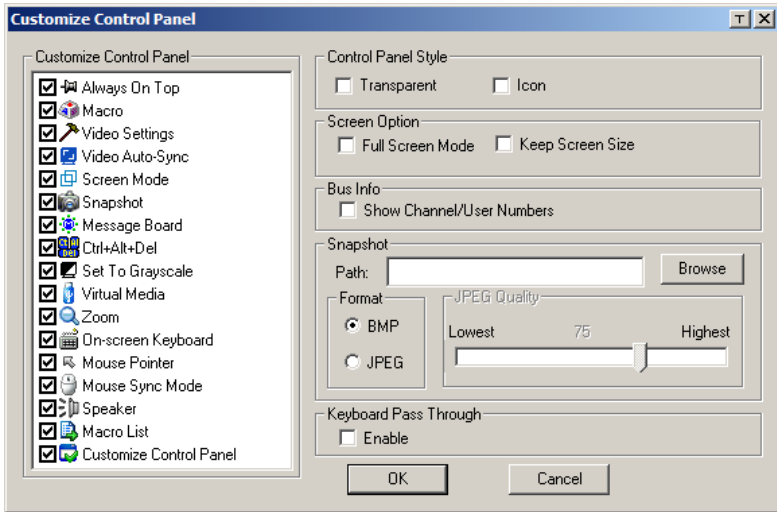 Customize Control Panel
T X
Customize Control Panel
Always On Top
Macro
Video Settings
Video Auto-Sync
Screen Mode
Snapshot
Message Board
Ctrl+Alt+Del
Set To Grayscale
Virtual Media
Zoom
On-screen Keyboard
Mouse Pointer
Mouse Sync Mode
Speaker
Macro List
Customize Control Panel
Control Panel Style
Transparent Icon
Screen Option
Full Screen Mode Keep Screen Size
Bus Info
Show Channel/User Numbers
Snapshot
Path: Browse
Format
BMP
JPEG
JPEG Quality
Lowest 75 Highest
Keyboard Pass Through
Enable
OK Cancel